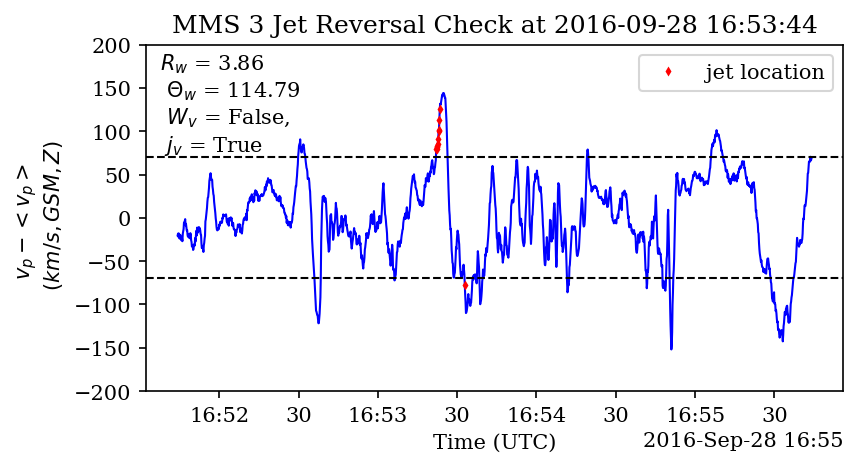 MMS 3 Jet Reversal Check at 2016-09-28 16:53:44
R_w = 3.86
Θ_w = 114.79
W_v = False,
j_v = True
jet location
v_p − < v_p >
(km/s, GSM, Z)
200
150
100
50
0
−50
−100
−150
−200
16:52 30 16:53 30 16:54 30 16:55 30
Time (UTC)
2016-Sep-28 16:55